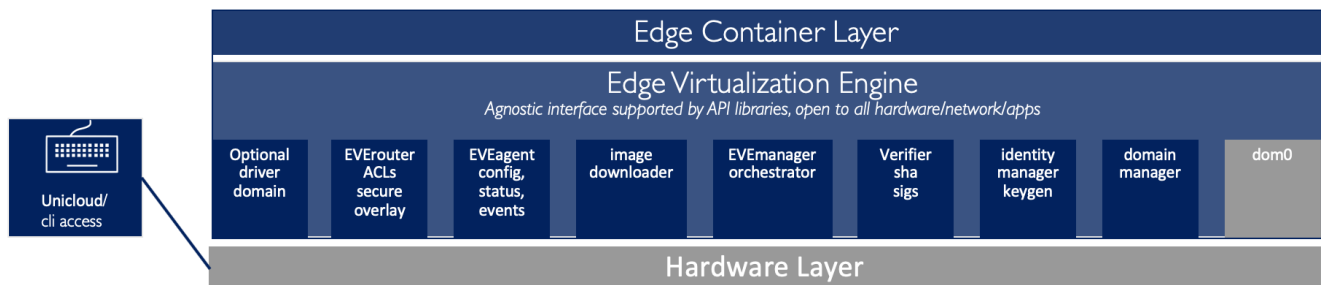 Edge Container Layer
Edge Virtualization Engine
Agnostic interface supported by API libraries, open to all hardware/network/apps
Unicloud/
cli access
Optional
driver
domain
EVErouter
ACLs
secure
overlay
EVEagent
config,
status,
events
image
downloader
EVEmanager
orchestrator
Verifier
sha
sigs
identity
manager
keygen
domain
manager
dom0
Hardware Layer